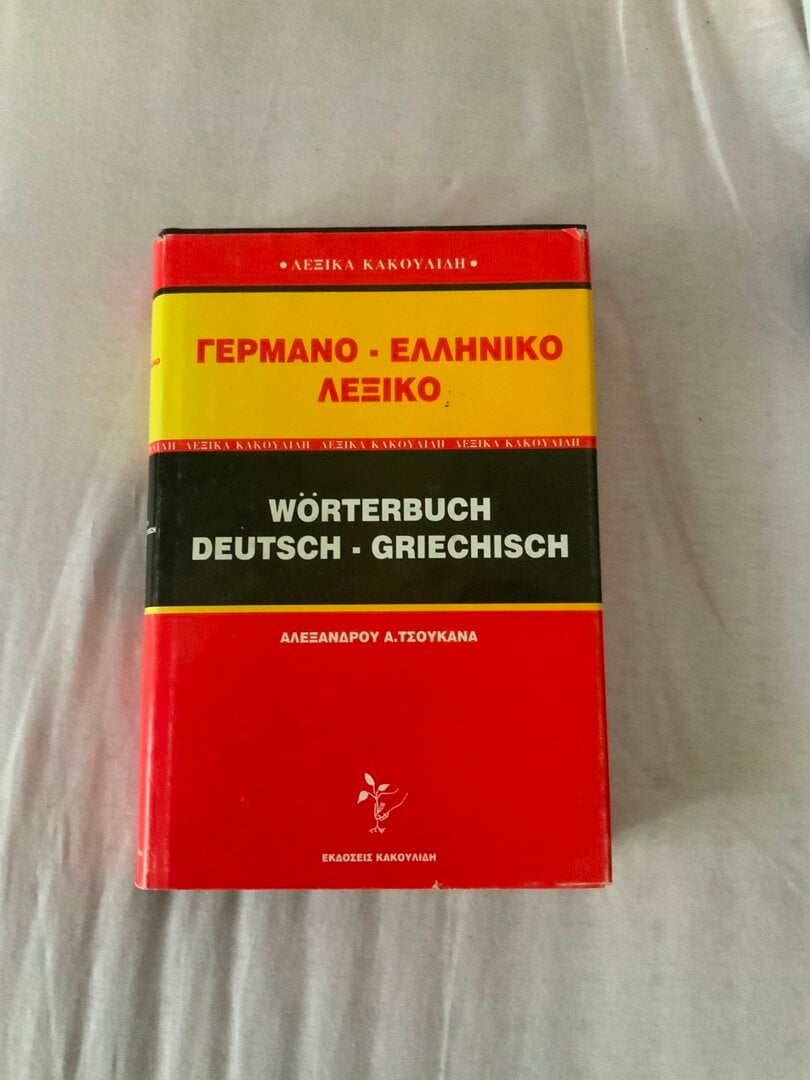 •ΛΕΞΙΚΑ ΚΑΚΟΥΛΙΔΗ•
ΓΕΡΜΑΝΟ - ΕΛΛΗΝΙΚΟ
ΛΕΞΙΚΟ
ΛΕΞΙΚΑ ΚΑΚΟΥΛΙΔΗ ΛΕΞΙΚΑ ΚΑΚΟΥΛΙΔΗ ΛΕΞΙΚΑ ΚΑΚΟΥΛΙΔΗ
WÖRTERBUCH
DEUTSCH - GRIECHISCH
ΑΛΕΞΑΝΔΡΟΥ Α.ΤΣΟΥΚΑΝΑ
ΕΚΔΟΣΕΙΣ ΚΑΚΟΥΛΙΔΗ